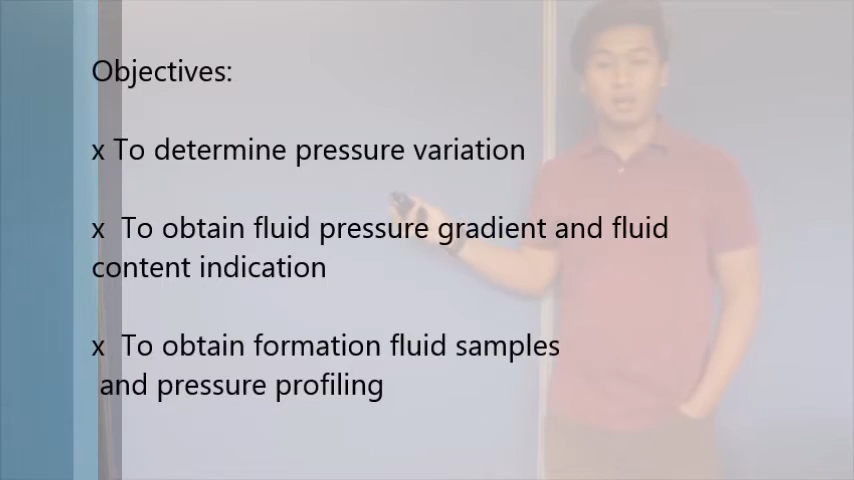 Objectives:
x To determine pressure variation
x To obtain fluid pressure gradient and fluid
content indication
x To obtain formation fluid samples
and pressure profiling